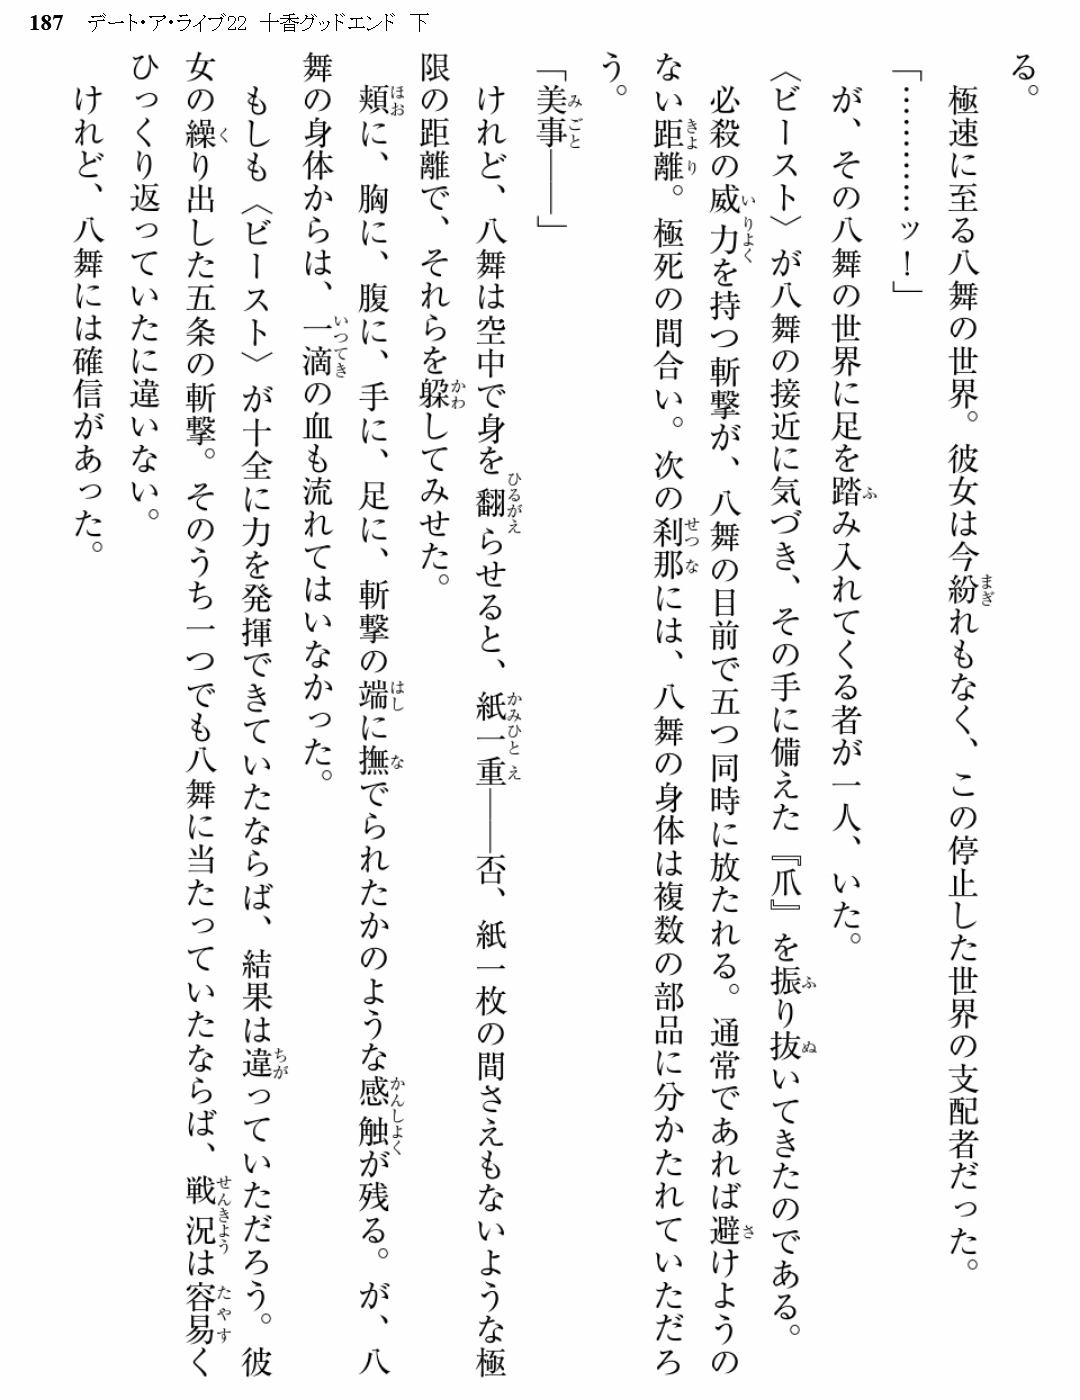 187 デート・ア・ライブ22 十香グッドエンド 下
る。
　極速に至る八舞の世界。彼女は今紛れもなく、この停止した世界の支配者だった。
「…………ッ！」
　が、その八舞の世界に足を踏み入れてくる者が一人、いた。
〈ビースト〉が八舞の接近に気づき、その手に備えた『爪』を振り抜いてきたのである。
　必殺の威力を持つ斬撃が、八舞の目前で五つ同時に放たれる。通常であれば避けようの
ない距離。極死の間合い。次の刹那には、八舞の身体は複数の部品に分かたれていただろ
う。
「美事――」
　けれど、八舞は空中で身を翻らせると、紙一重――否、紙一枚の間さえもないような極
限の距離で、それらを躱してみせた。
　頬に、胸に、腹に、手に、足に、斬撃の端に撫でられたかのような感触が残る。が、八
舞の身体からは、一滴の血も流れてはいなかった。
　もしも〈ビースト〉が十全に力を発揮できていたならば、結果は違っていただろう。彼
女の繰り出した五条の斬撃。そのうち一つでも八舞に当たっていたならば、戦況は容易く
ひっくり返っていたに違いない。
　けれど、八舞には確信があった。